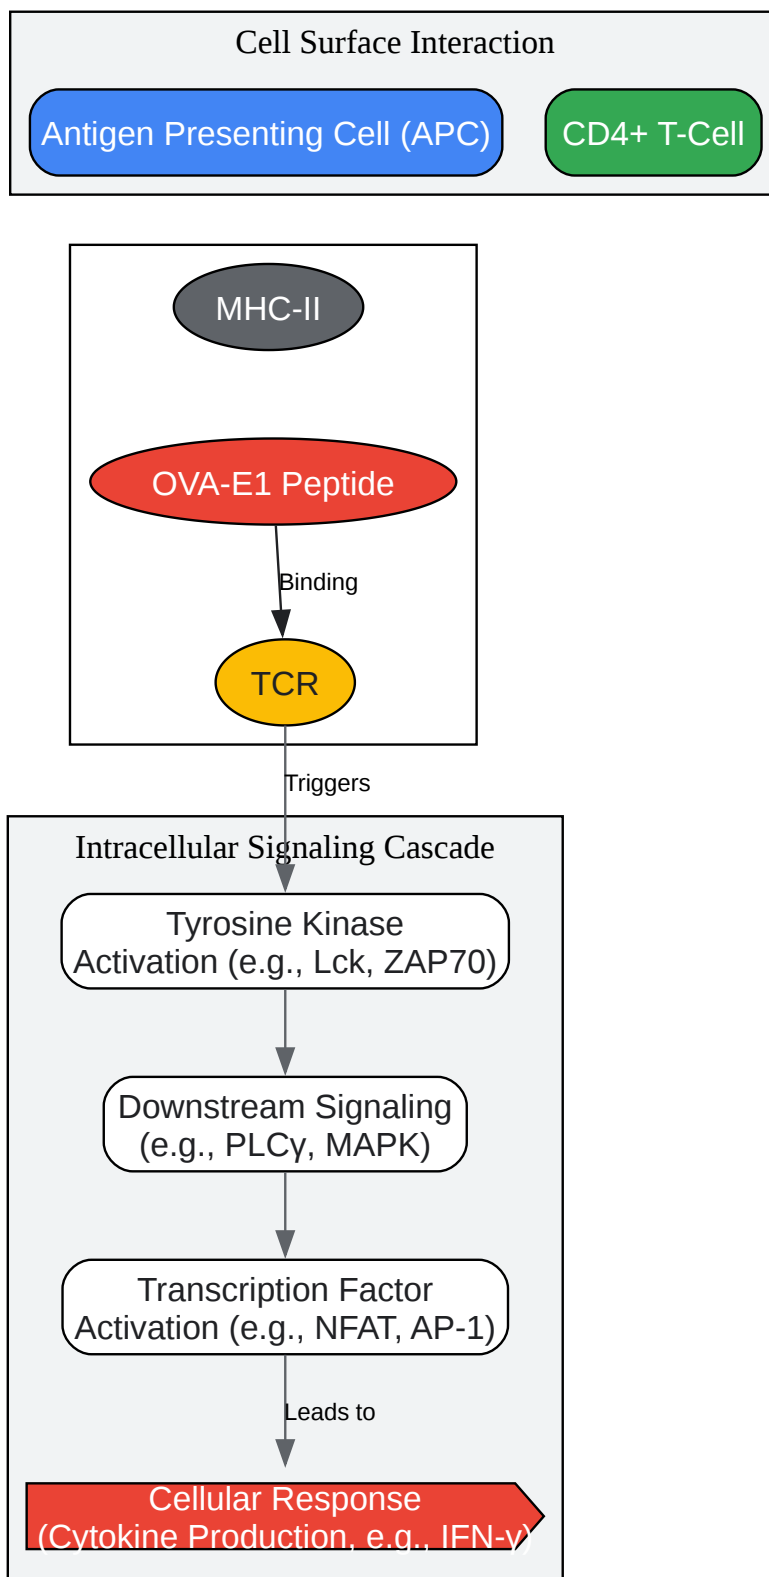 Cell Surface Interaction
Antigen Presenting Cell (APC)
CD4+ T-Cell
MHC-II
OVA-E1 Peptide
Binding
TCR
Triggers
Intracellular Signaling Cascade
Tyrosine Kinase
Activation (e.g., Lck, ZAP70)
Downstream Signaling
(e.g., PLCγ, MAPK)
Transcription Factor
Activation (e.g., NFAT, AP-1)
Leads to
Cellular Response
(Cytokine Production, e.g., IFN-γ)